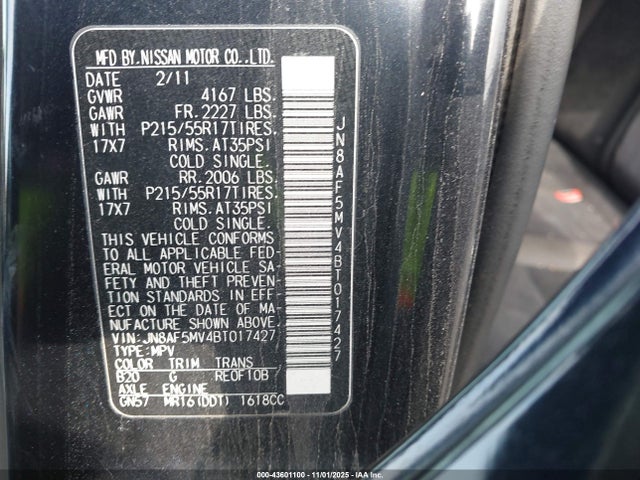 MFD BY. NISSAN MOTOR CO., LTD.
DATE 2/11
GVWR 4167 LBS.
GAWR FR. 2227 LBS.
WITH P215/55R17TIRES.
17X7 RIMS. AT35PSI
COLD SINGLE.
GAWR RR. 2006 LBS.
WITH P215/55R17TIRES.
17X7 RIMS. AT35PSI
COLD SINGLE.
THIS VEHICLE CONFORMS
TO ALL APPLICABLE FED-
ERAL MOTOR VEHICLE SA-
FETY AND THEFT PREVEN-
TION STANDARDS IN EFF-
ECT ON THE DATE OF MA-
NUFACTURE SHOWN ABOVE.
VIN: JN8AF5MV4BT017427
TYPE: MPV
COLOR TRIM TRANS
B20 G RE0F10B
AXLE ENGINE
GN57 MR16(DDT) 1618CC
JN8AF5MV4BT017427
000-43601100 - 11/01/2025 - Copyright © IAA, LLC